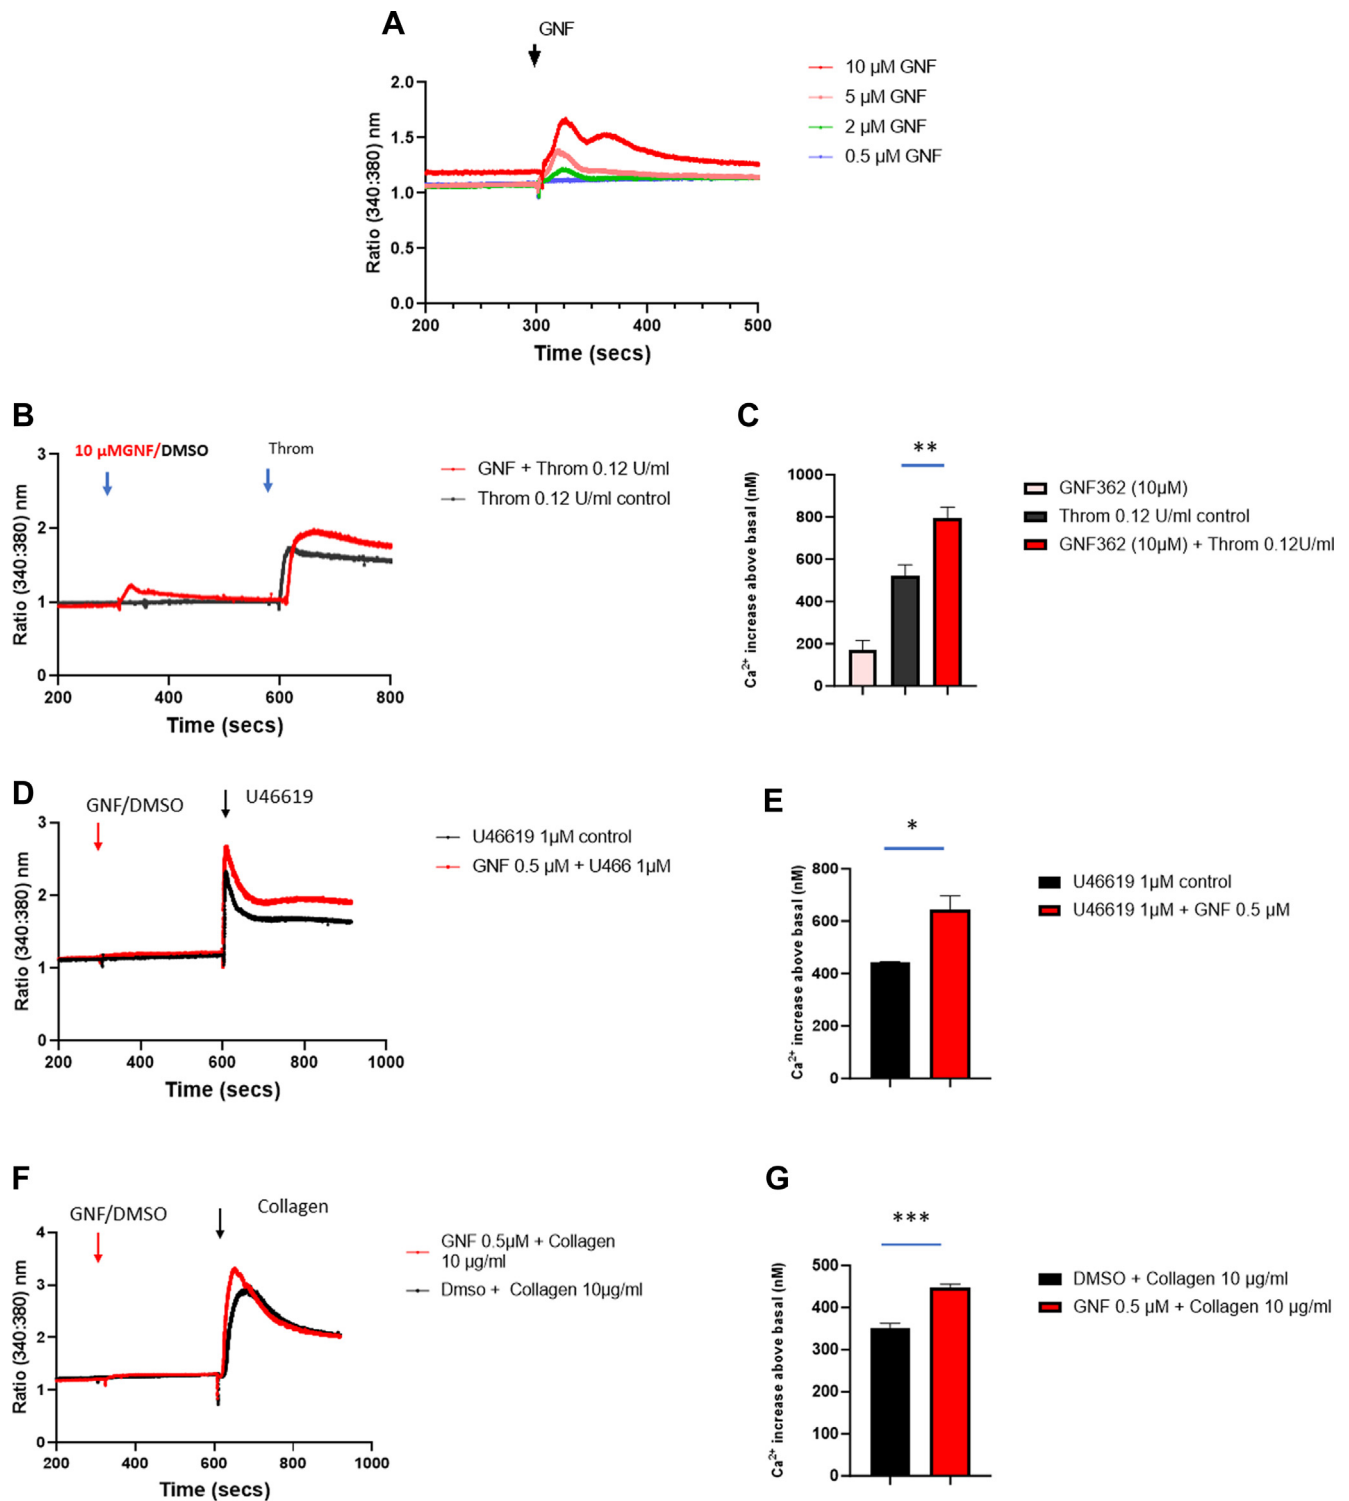 A
GNF
10 µM GNF
5 µM GNF
2 µM GNF
0.5 µM GNF
Ratio (340:380) nm
2.0
1.5
1.0
0.5
0.0
200 300 400 500
Time (secs)
B
10 µMGNF/DMSO
Throm
GNF + Throm 0.12 U/ml
Throm 0.12 U/ml control
Ratio (340:380) nm
3
2
1
0
200 400 600 800
Time (secs)
C
**
GNF362 (10µM)
Throm 0.12 U/ml control
GNF362 (10µM) + Throm 0.12U/ml
Ca2+ increase above basal (nM)
1000
800
600
400
200
0
D
GNF/DMSO
U46619
U46619 1µM control
GNF 0.5 µM + U466 1µM
Ratio (340:380) nm
3
2
1
0
200 400 600 800 1000
Time (secs)
E
*
U46619 1µM control
U46619 1µM + GNF 0.5 µM
Ca2+ increase above basal (nM)
800
600
400
200
0
F
GNF/DMSO
Collagen
GNF 0.5µM + Collagen
10 µg/ml
Dmso + Collagen 10µg/ml
Ratio (340:380) nm
4
3
2
1
0
200 400 600 800 1000
Time (secs)
G
***
DMSO + Collagen 10 µg/ml
GNF 0.5 µM + Collagen 10 µg/ml
Ca2+ increase above basal (nM)
500
400
300
200
100
0